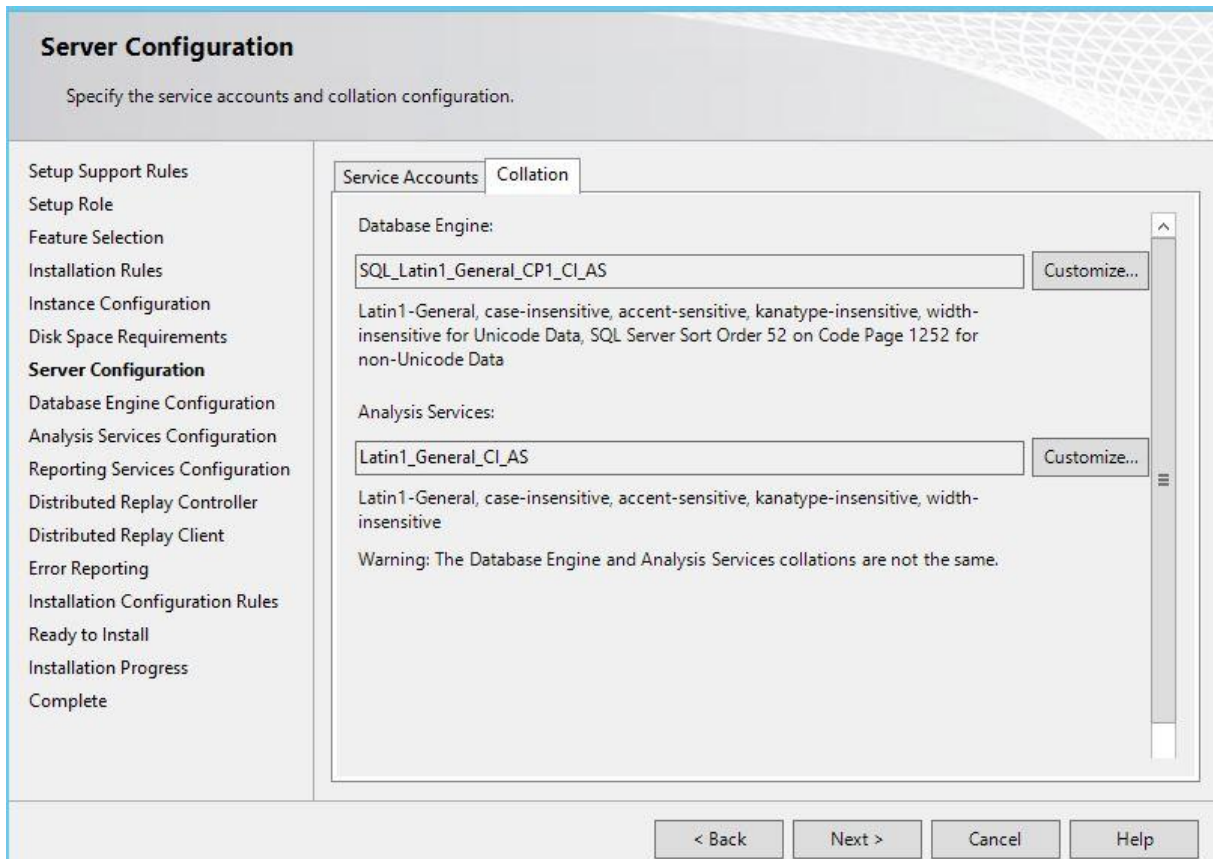 Server Configuration
Specify the service accounts and collation configuration.
Setup Support Rules
Setup Role
Feature Selection
Installation Rules
Instance Configuration
Disk Space Requirements
Server Configuration
Database Engine Configuration
Analysis Services Configuration
Reporting Services Configuration
Distributed Replay Controller
Distributed Replay Client
Error Reporting
Installation Configuration Rules
Ready to Install
Installation Progress
Complete
Service Accounts Collation
Database Engine:
SQL_Latin1_General_CP1_CI_AS Customize...
Latin1-General, case-insensitive, accent-sensitive, kanatype-insensitive, width-
insensitive for Unicode Data, SQL Server Sort Order 52 on Code Page 1252 for
non-Unicode Data
Analysis Services:
Latin1_General_CI_AS Customize...
Latin1-General, case-insensitive, accent-sensitive, kanatype-insensitive, width-
insensitive
Warning: The Database Engine and Analysis Services collations are not the same.
< Back Next > Cancel Help